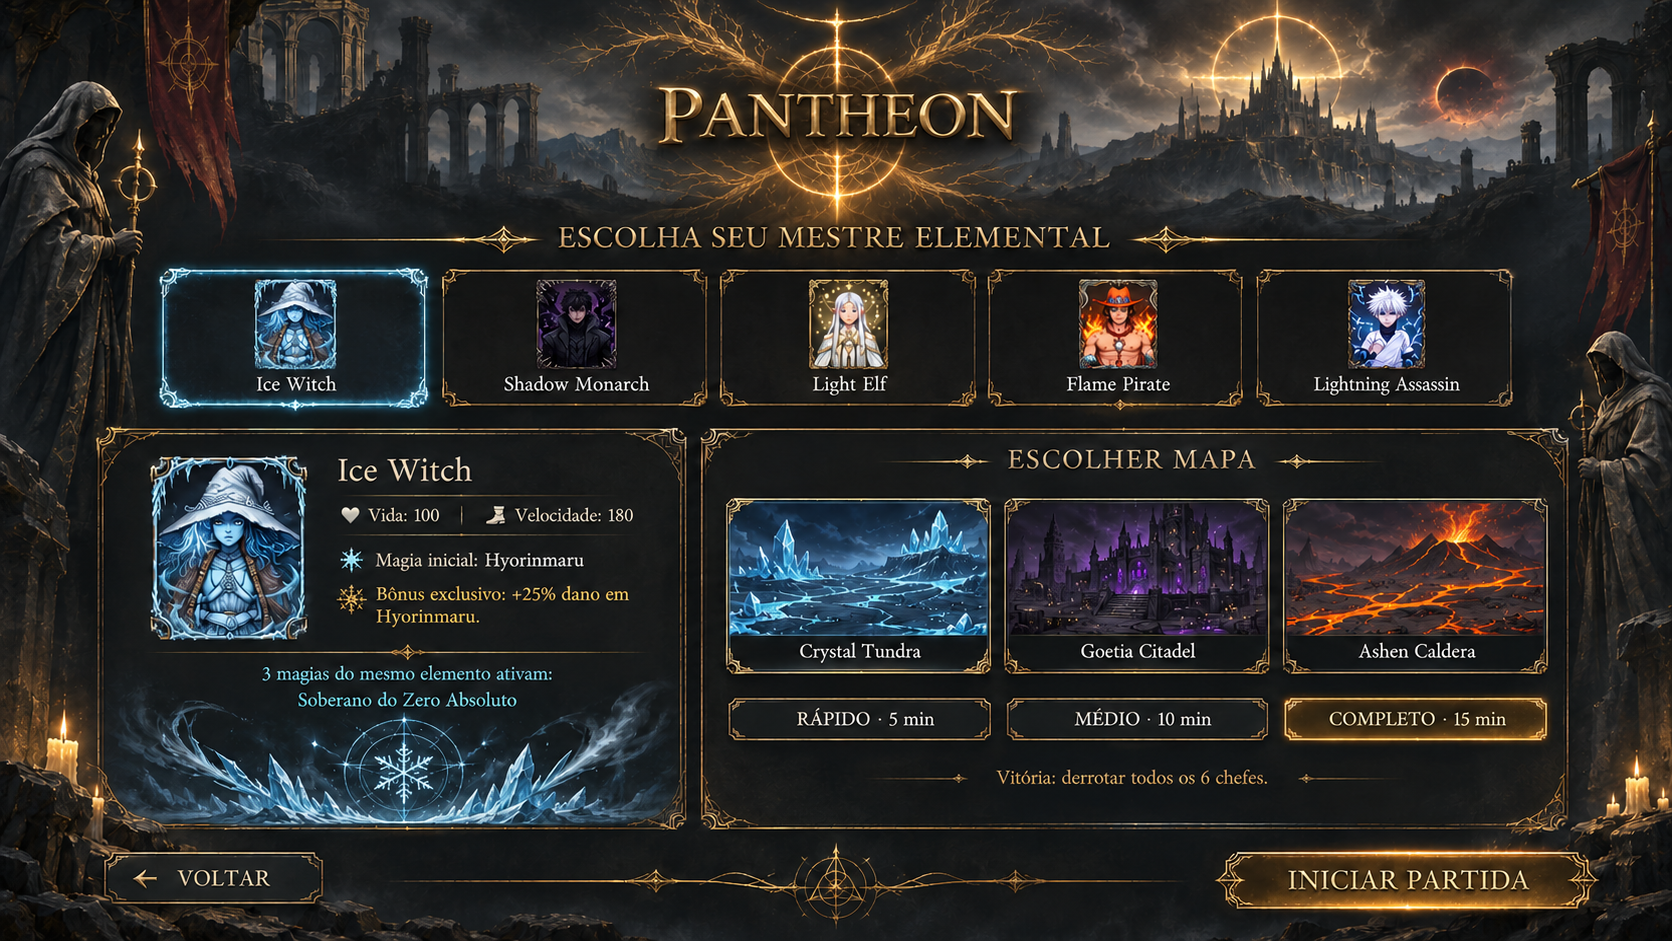 PANTHEON
ESCOLHA SEU MESTRE ELEMENTAL
Ice Witch
Shadow Monarch
Light Elf
Flame Pirate
Lightning Assassin
Ice Witch
Vida: 100
Velocidade: 180
Magia inicial: Hyorinmaru
Bônus exclusivo: +25% dano em
Hyorinmaru.
3 magias do mesmo elemento ativam:
Soberano do Zero Absoluto
ESCOLHER MAPA
Crystal Tundra
Goetia Citadel
Ashen Caldera
RÁPIDO · 5 min
MÉDIO · 10 min
COMPLETO · 15 min
Vitória: derrotar todos os 6 chefes.
← VOLTAR
INICIAR PARTIDA